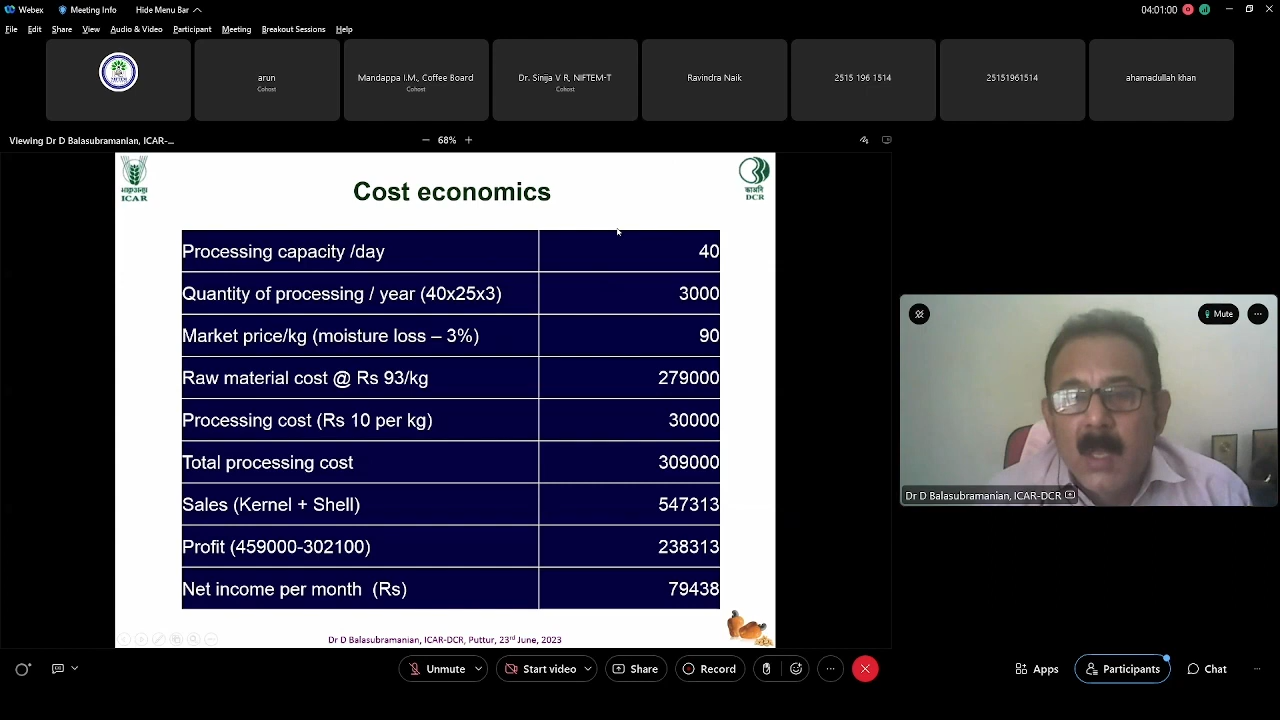 Webex
Meeting Info
Hide Menu Bar
04:01:00
File Edit Share View Audio & Video Participant Meeting Breakout Sessions Help
arun
Cohost
Mandappa I.M., Coffee Board
Cohost
Dr. Sinija V R, NIFTEM-T
Cohost
Ravindra Naik
2515 196 1514
25151961514
ahamadullah khan
Viewing Dr D Balasubramanian, ICAR-...
68%
ICAR
Cost economics
DCR
Processing capacity /day 40
Quantity of processing / year (40x25x3) 3000
Market price/kg (moisture loss – 3%) 90
Raw material cost @ Rs 93/kg 279000
Processing cost (Rs 10 per kg) 30000
Total processing cost 309000
Sales (Kernel + Shell) 547313
Profit (459000-302100) 238313
Net income per month (Rs) 79438
Dr D Balasubramanian, ICAR-DCR, Puttur, 23rd June, 2023
Mute
Dr D Balasubramanian, ICAR-DCR
Unmute
Start video
Share
Record
Apps
Participants
Chat